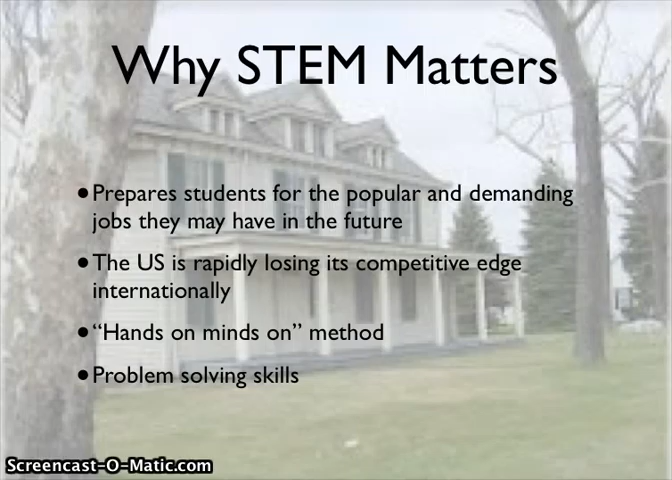 Why STEM Matters
•Prepares students for the popular and demanding
jobs they may have in the future
•The US is rapidly losing its competitive edge
internationally
•“Hands on minds on” method
•Problem solving skills
Screencast-O-Matic.com